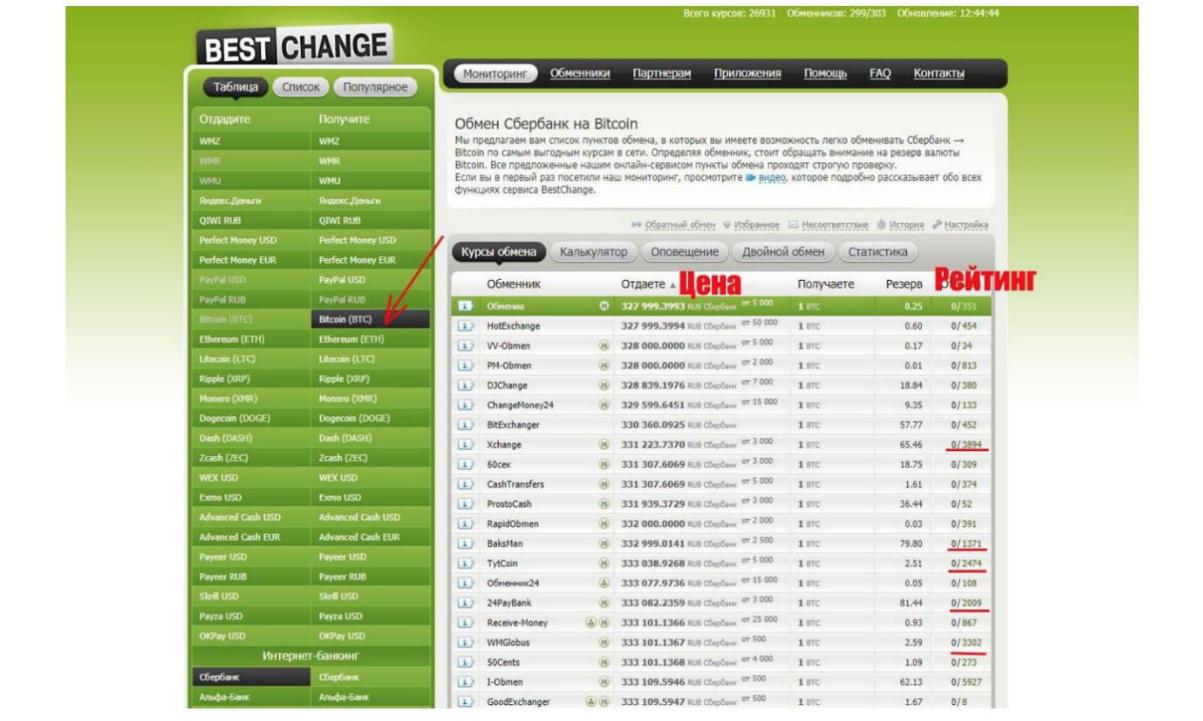 Всего курсов: 26931 Обменников: 299/303 Обновление: 12:44:44
BEST CHANGE
Мониторинг Обменники Партнерам Приложения Помощь FAQ Контакты
Таблица Список Популярное
Отдадите Получите
WMZ WMZ
WMR WMR
WMU WMU
Яндекс.Деньги Яндекс.Деньги
QIWI RUB QIWI RUB
Perfect Money USD Perfect Money USD
Perfect Money EUR Perfect Money EUR
PayPal USD PayPal USD
PayPal RUB PayPal RUB
Bitcoin (BTC) Bitcoin (BTC)
Ethereum (ETH) Ethereum (ETH)
Litecoin (LTC) Litecoin (LTC)
Ripple (XRP) Ripple (XRP)
Monero (XMR) Monero (XMR)
Dogecoin (DOGE) Dogecoin (DOGE)
Dash (DASH) Dash (DASH)
Zcash (ZEC) Zcash (ZEC)
WEX USD WEX USD
Exmo USD Exmo USD
Advanced Cash USD Advanced Cash USD
Advanced Cash EUR Advanced Cash EUR
Payeer USD Payeer USD
Payeer RUB Payeer RUB
Skrill USD Skrill USD
Payza USD Payza USD
OKPay USD OKPay USD
Интернет-банкинг
Сбербанк Сбербанк
Альфа-Банк Альфа-Банк
Обмен Сбербанк на Bitcoin
Мы предлагаем вам список пунктов обмена, в которых вы имеете возможность легко обменивать Сбербанк →
Bitcoin по самым выгодным курсам в сети. Определяя обменник, стоит обращать внимание на резерв валюты
Bitcoin. Все предложенные нашим онлайн-сервисом пункты обмена проходят строгую проверку.
Если вы в первый раз посетили наш мониторинг, просмотрите видео, которое подробно рассказывает обо всех
функциях сервиса BestChange.
Обратный обмен Избранное Несоответствие История Настройка
Курсы обмена Калькулятор Оповещение Двойной обмен Статистика
Обменник Отдаете ▲ Цена Получаете Резерв Рейтинг
Обменио 327 999.3993 RUB Сбербанк от 5 000 1 BTC 0.25 0/351
HotExchange 327 999.3994 RUB Сбербанк от 50 000 1 BTC 0.60 0/454
VV-Obmen 328 000.0000 RUB Сбербанк от 5 000 1 BTC 0.17 0/34
PM-Obmen 328 000.0000 RUB Сбербанк от 2 000 1 BTC 0.01 0/813
DJChange 328 839.1976 RUB Сбербанк от 7 000 1 BTC 18.84 0/380
ChangeMoney24 329 599.6451 RUB Сбербанк от 15 000 1 BTC 9.35 0/133
BitExchanger 330 360.0925 RUB Сбербанк 1 BTC 57.77 0/452
Xchange 331 223.7370 RUB Сбербанк от 3 000 1 BTC 65.46 0/3894
60сек 331 307.6069 RUB Сбербанк от 3 000 1 BTC 18.75 0/309
CashTransfers 331 307.6069 RUB Сбербанк от 5 000 1 BTC 1.61 0/374
ProstoCash 331 939.3729 RUB Сбербанк от 3 000 1 BTC 36.44 0/52
RapidObmen 332 000.0000 RUB Сбербанк от 2 000 1 BTC 0.03 0/391
BaksMan 332 999.0141 RUB Сбербанк от 2 500 1 BTC 79.80 0/1371
TytCoin 333 038.9268 RUB Сбербанк от 5 000 1 BTC 2.51 0/2474
Обменник24 333 077.9736 RUB Сбербанк от 15 000 1 BTC 0.05 0/108
24PayBank 333 082.2359 RUB Сбербанк от 3 000 1 BTC 81.44 0/2009
Receive-Money 333 101.1366 RUB Сбербанк от 25 000 1 BTC 0.93 0/867
WMGlobus 333 101.1367 RUB Сбербанк от 500 1 BTC 2.59 0/3302
50Cents 333 101.1368 RUB Сбербанк от 4 000 1 BTC 1.09 0/273
I-Obmen 333 109.5946 RUB Сбербанк от 500 1 BTC 62.13 0/5927
GoodExchanger 333 109.5947 RUB Сбербанк от 500 1 BTC 1.67 0/8